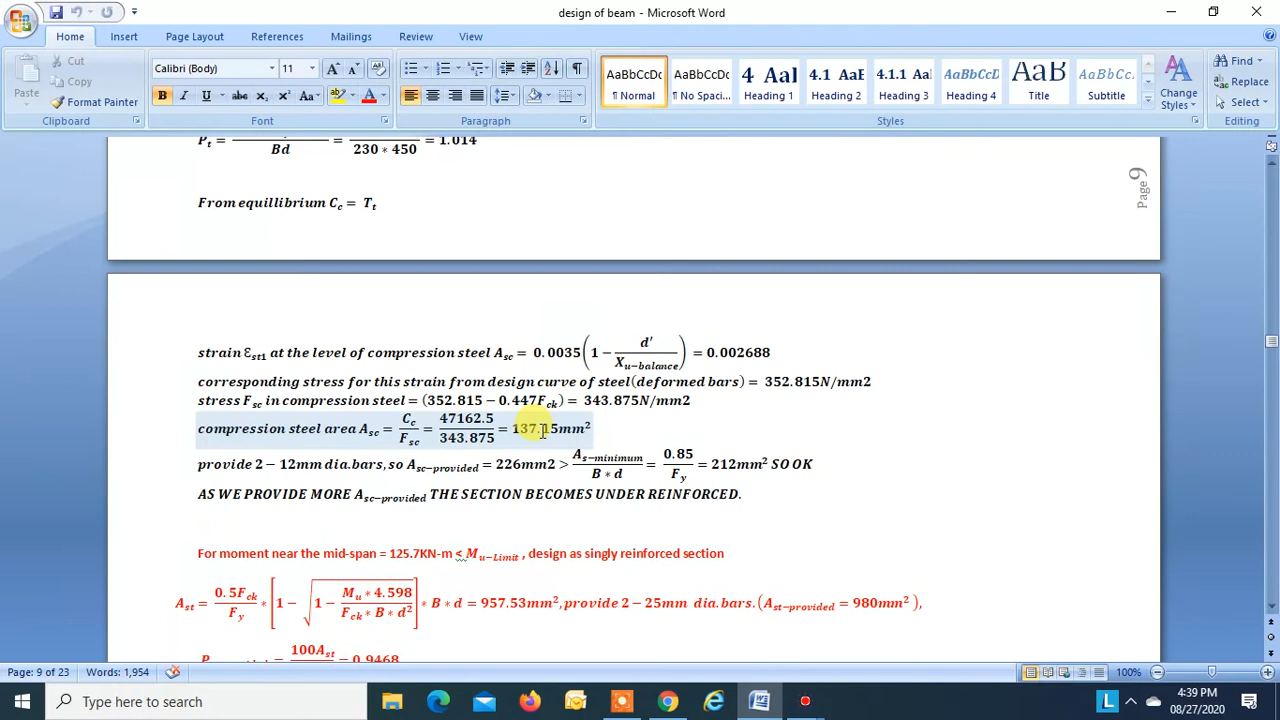 design of beam - Microsoft Word
Home Insert Page Layout References Mailings Review View
Paste Cut Copy Format Painter Clipboard
Calibri (Body) 11 Font
Paragraph
AaBbCcDc ¶ Normal AaBbCcDc ¶ No Spaci... 4 AaI Heading 1 4.1 AaB Heading 2 4.1.1 AaB Heading 3 AaBbCcD Heading 4 AaB Title AaBbCcL Subtitle Change Styles Styles
Find Replace Select Editing
P_t = / Bd = / 230 * 450 = 1.014
Page 9
From equilibrium C_c = T_t
strain Ɛ_st1 at the level of compression steel A_sc = 0.0035(1 − d′ / X_u−balance) = 0.002688
corresponding stress for this strain from design curve of steel(deformed bars) = 352.815N/mm2
stress F_sc in compression steel = (352.815 − 0.447F_ck) = 343.875N/mm2
compression steel area A_sc = C_c / F_sc = 47162.5 / 343.875 = 137.15mm²
provide 2 − 12mm dia.bars, so A_sc−provided = 226mm2 > A_s−minimum / B * d = 0.85 / F_y = 212mm² SO OK
AS WE PROVIDE MORE A_sc−provided THE SECTION BECOMES UNDER REINFORCED.
For moment near the mid-span = 125.7KN-m < M_u−Limit , design as singly reinforced section
A_st = 0.5F_ck / F_y * [1 − √(1 − M_u * 4.598 / F_ck * B * d²)] * B * d = 957.53mm², provide 2 − 25mm dia.bars. (A_st−provided = 980mm² ),
100A_st = 0.9468
Page: 9 of 23 Words: 1,954 100%
Type here to search
4:39 PM
08/27/2020